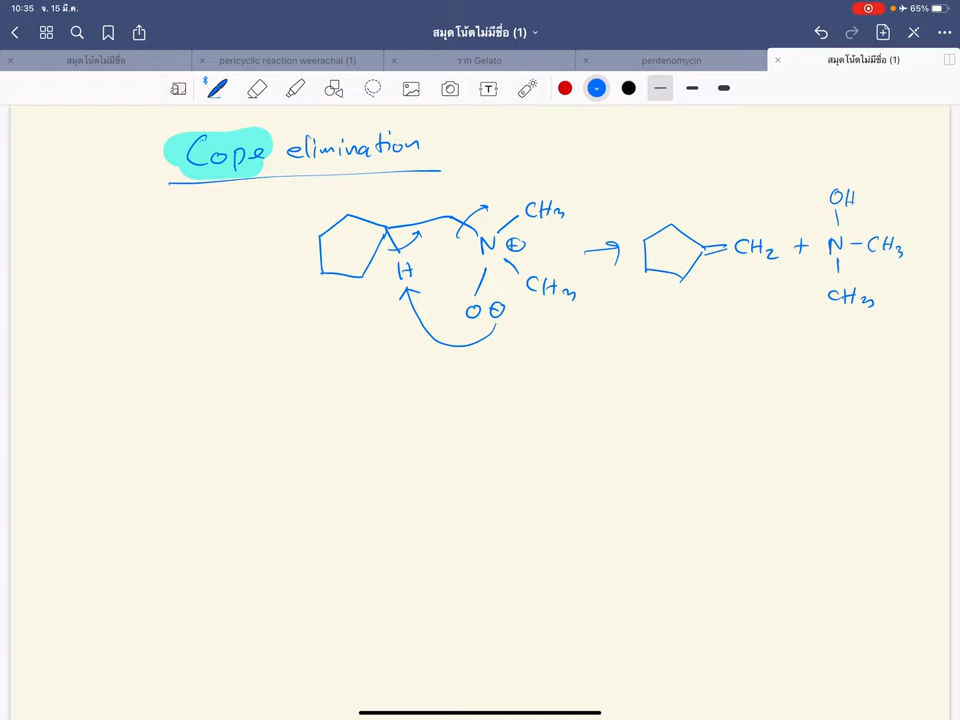 10:35 จ. 15 มี.ค.
65%
สมุดโน้ตไม่มีชื่อ (1)
สมุดโน้ตไม่มีชื่อ
pericyclic reaction weerachai (1)
ราก Gelato
pentenomycin
สมุดโน้ตไม่มีชื่อ (1)
T
Cope elimination
CH3
N ⊕
H
CH3
O ⊖
CH2 +
OH
N - CH3
CH3